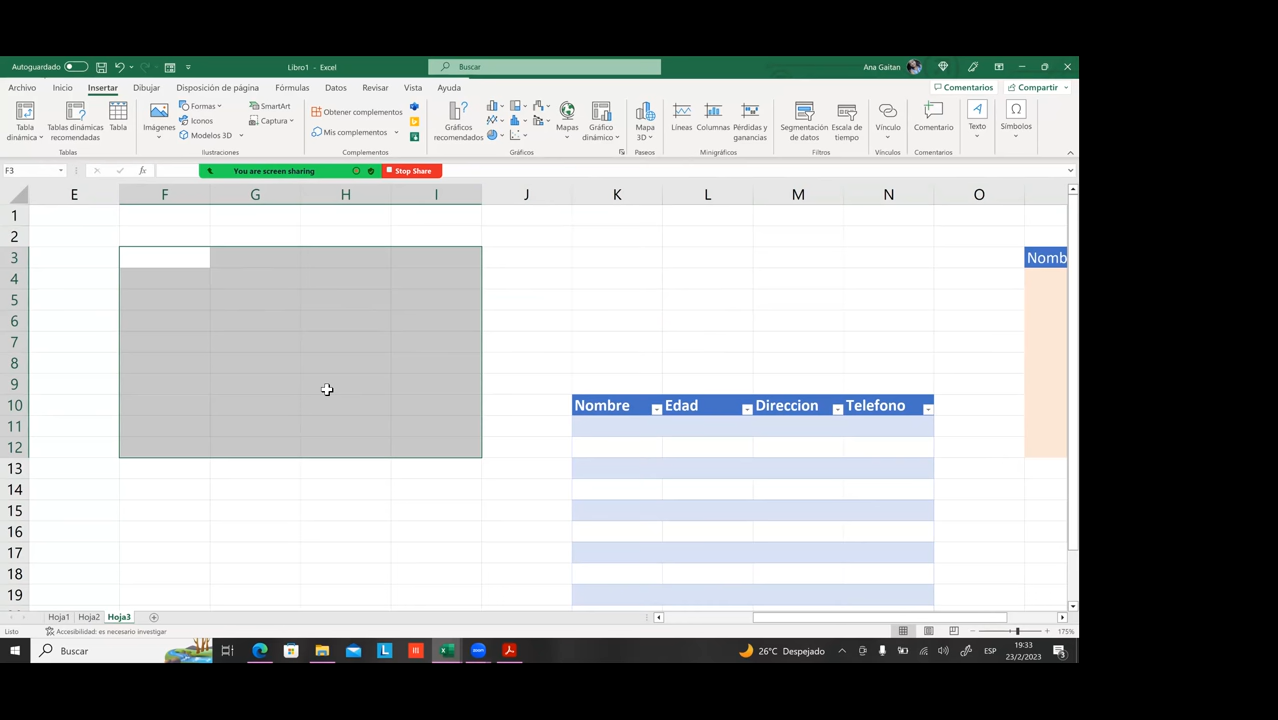 Autoguardado
Libro1 - Excel
Buscar
Ana Gaitan
Archivo Inicio Insertar Dibujar Disposición de página Fórmulas Datos Revisar Vista Ayuda
Comentarios Compartir
Tabla dinámica
Tablas dinámicas recomendadas
Tabla
Imágenes
Formas
Iconos
Modelos 3D
SmartArt
Captura
Obtener complementos
Mis complementos
Gráficos recomendados
Mapas
Gráfico dinámico
Mapa 3D
Líneas
Columnas
Pérdidas y ganancias
Segmentación de datos
Escala de tiempo
Vínculo
Comentario
Texto
Símbolos
Tablas Ilustraciones Complementos Gráficos Paseos Minigráficos Filtros Vínculos Comentarios
F3
fx
You are screen sharing
Stop Share
E F G H I J K L M N O
1
2
3 Nomb
4
5
6
7
8
9
10 Nombre Edad Direccion Telefono
11
12
13
14
15
16
17
18
19
Hoja1 Hoja2 Hoja3
Listo Accesibilidad: es necesario investigar
175%
Buscar
26°C Despejado
ESP
19:33
23/2/2023
3